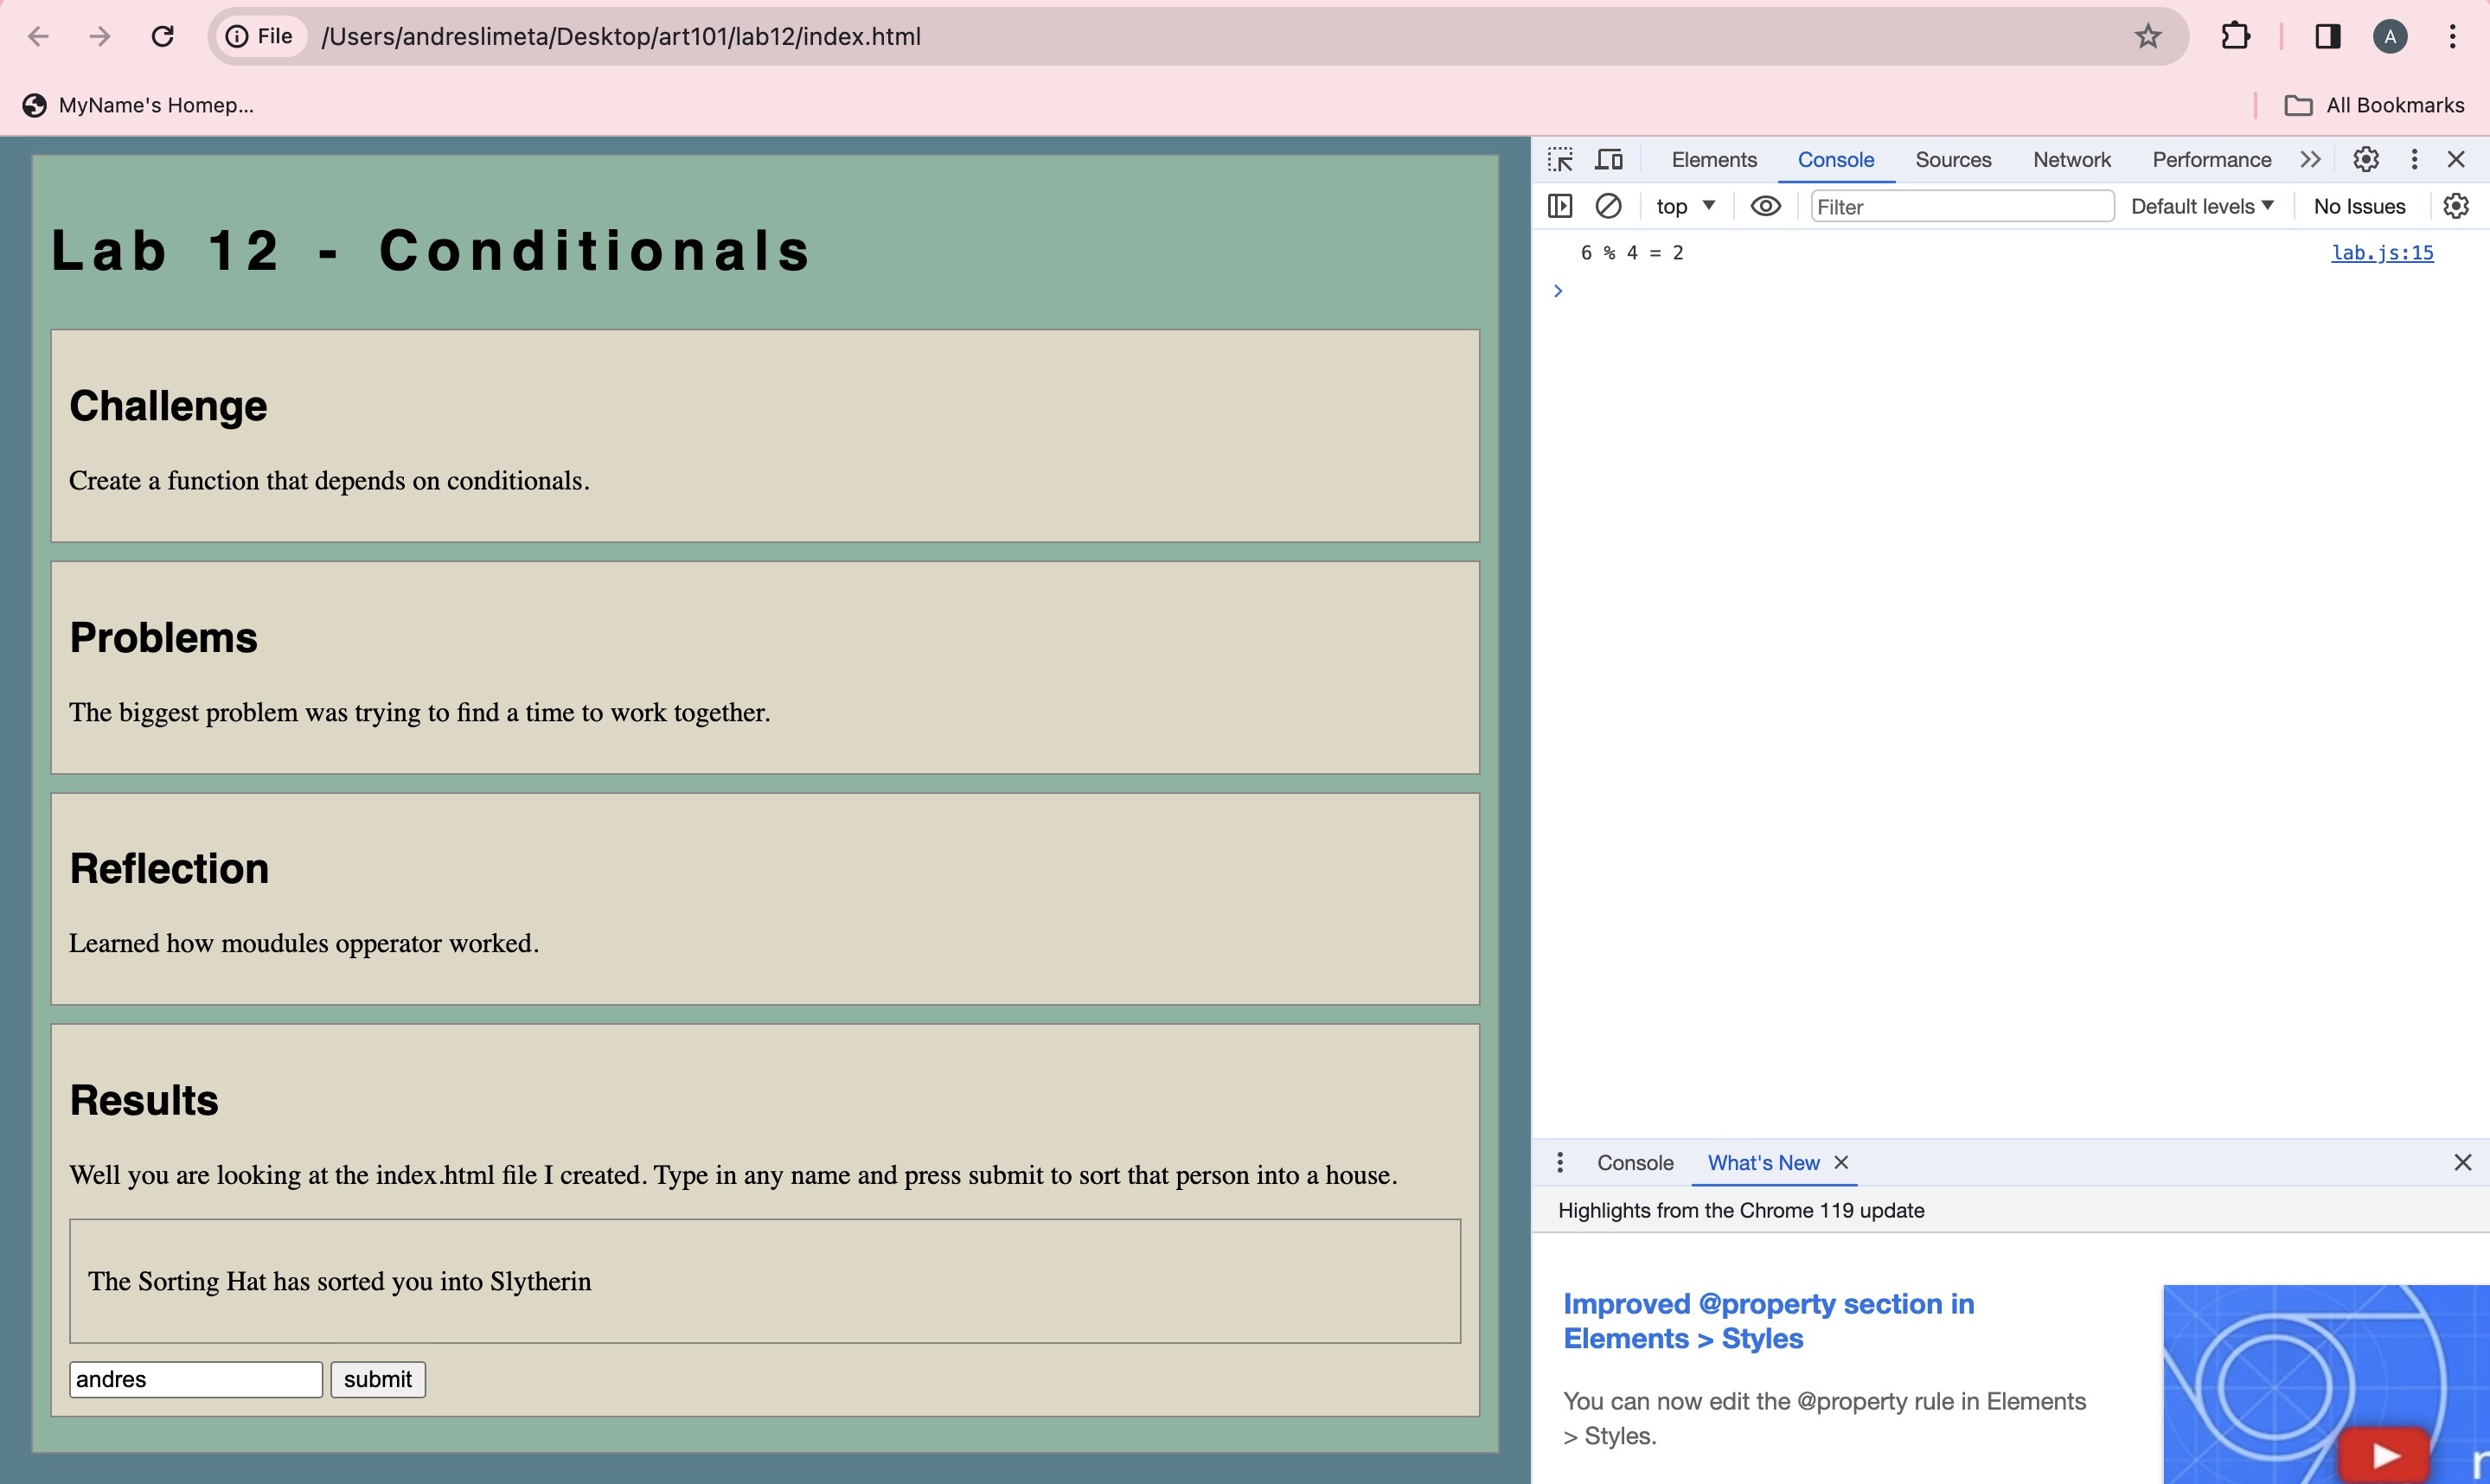 File /Users/andreslimeta/Desktop/art101/lab12/index.html
A
MyName's Homep...
All Bookmarks
Lab 12 - Conditionals
Challenge
Create a function that depends on conditionals.
Problems
The biggest problem was trying to find a time to work together.
Reflection
Learned how moudules opperator worked.
Results
Well you are looking at the index.html file I created. Type in any name and press submit to sort that person into a house.
The Sorting Hat has sorted you into Slytherin
andres submit
Elements Console Sources Network Performance
top Filter Default levels No Issues
6 % 4 = 2 lab.js:15
Console What's New
Highlights from the Chrome 119 update
Improved @property section in
Elements > Styles
You can now edit the @property rule in Elements
> Styles.